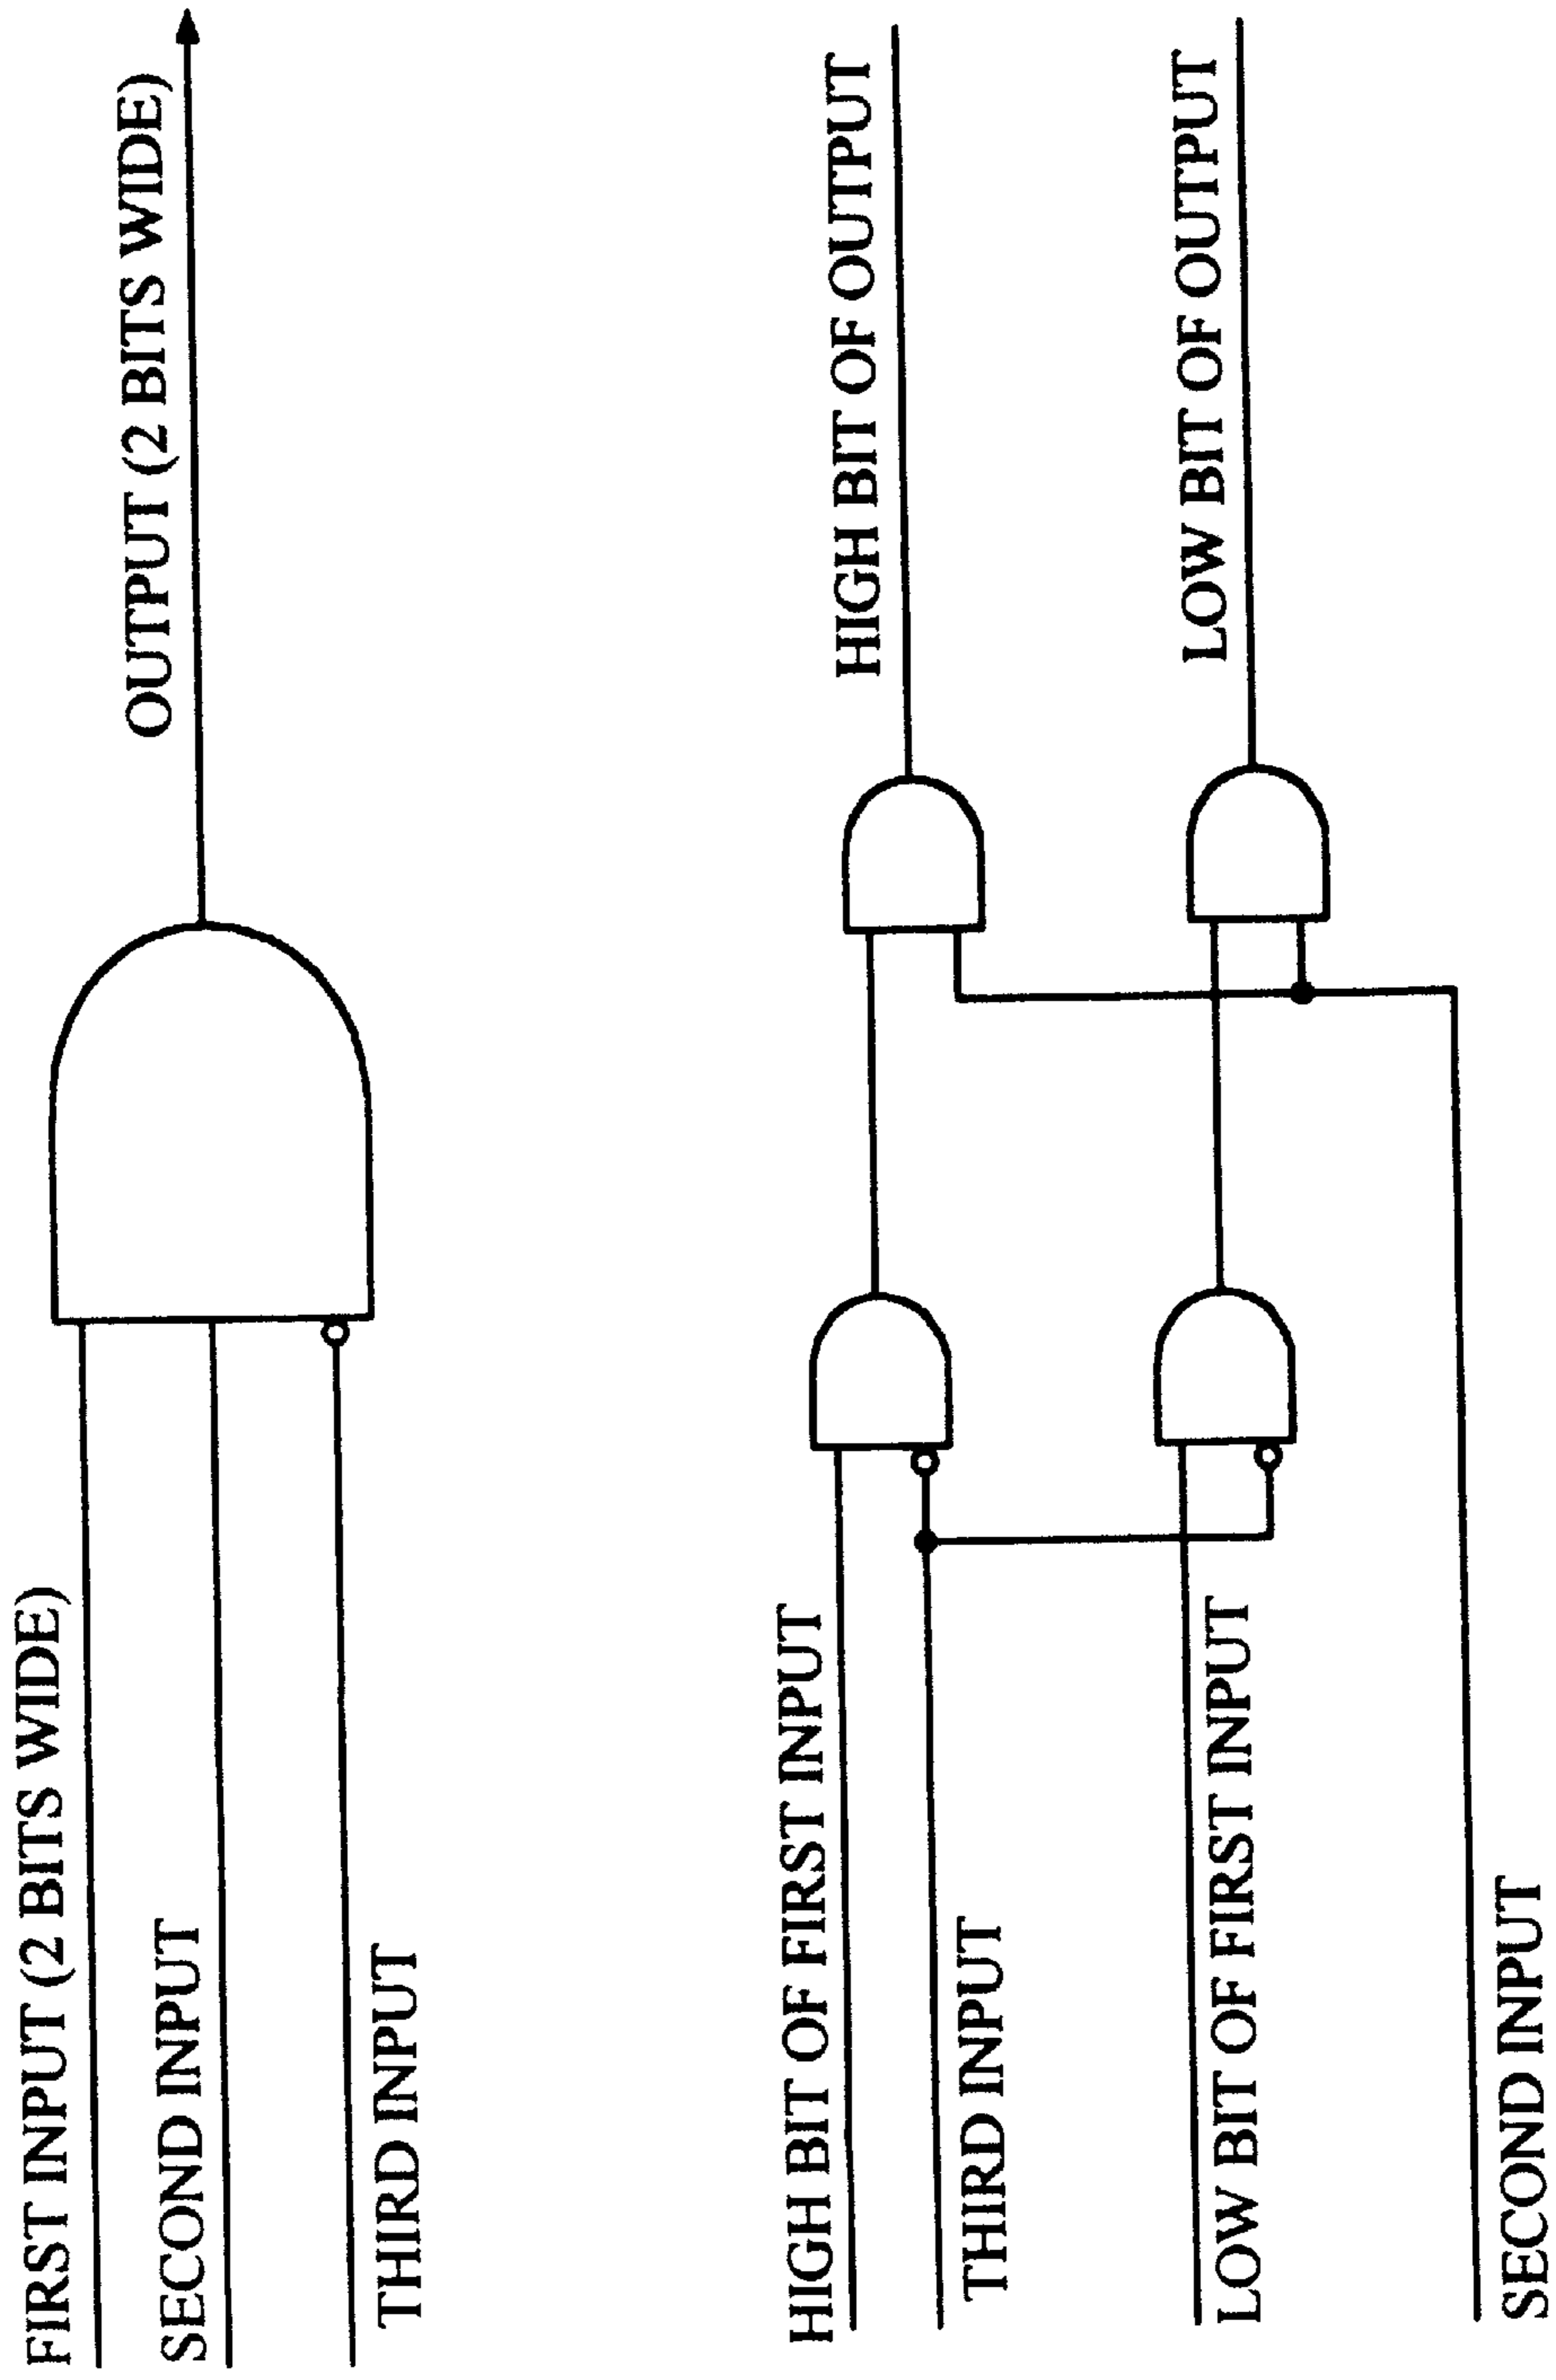 FIRST INPUT (2 BITS WIDE)
OUTPUT (2 BITS WIDE)
SECOND INPUT
THIRD INPUT
HIGH BIT OF FIRST INPUT
HIGH BIT OF OUTPUT
THIRD INPUT
LOW BIT OF FIRST INPUT
LOW BIT OF OUTPUT
SECOND INPUT